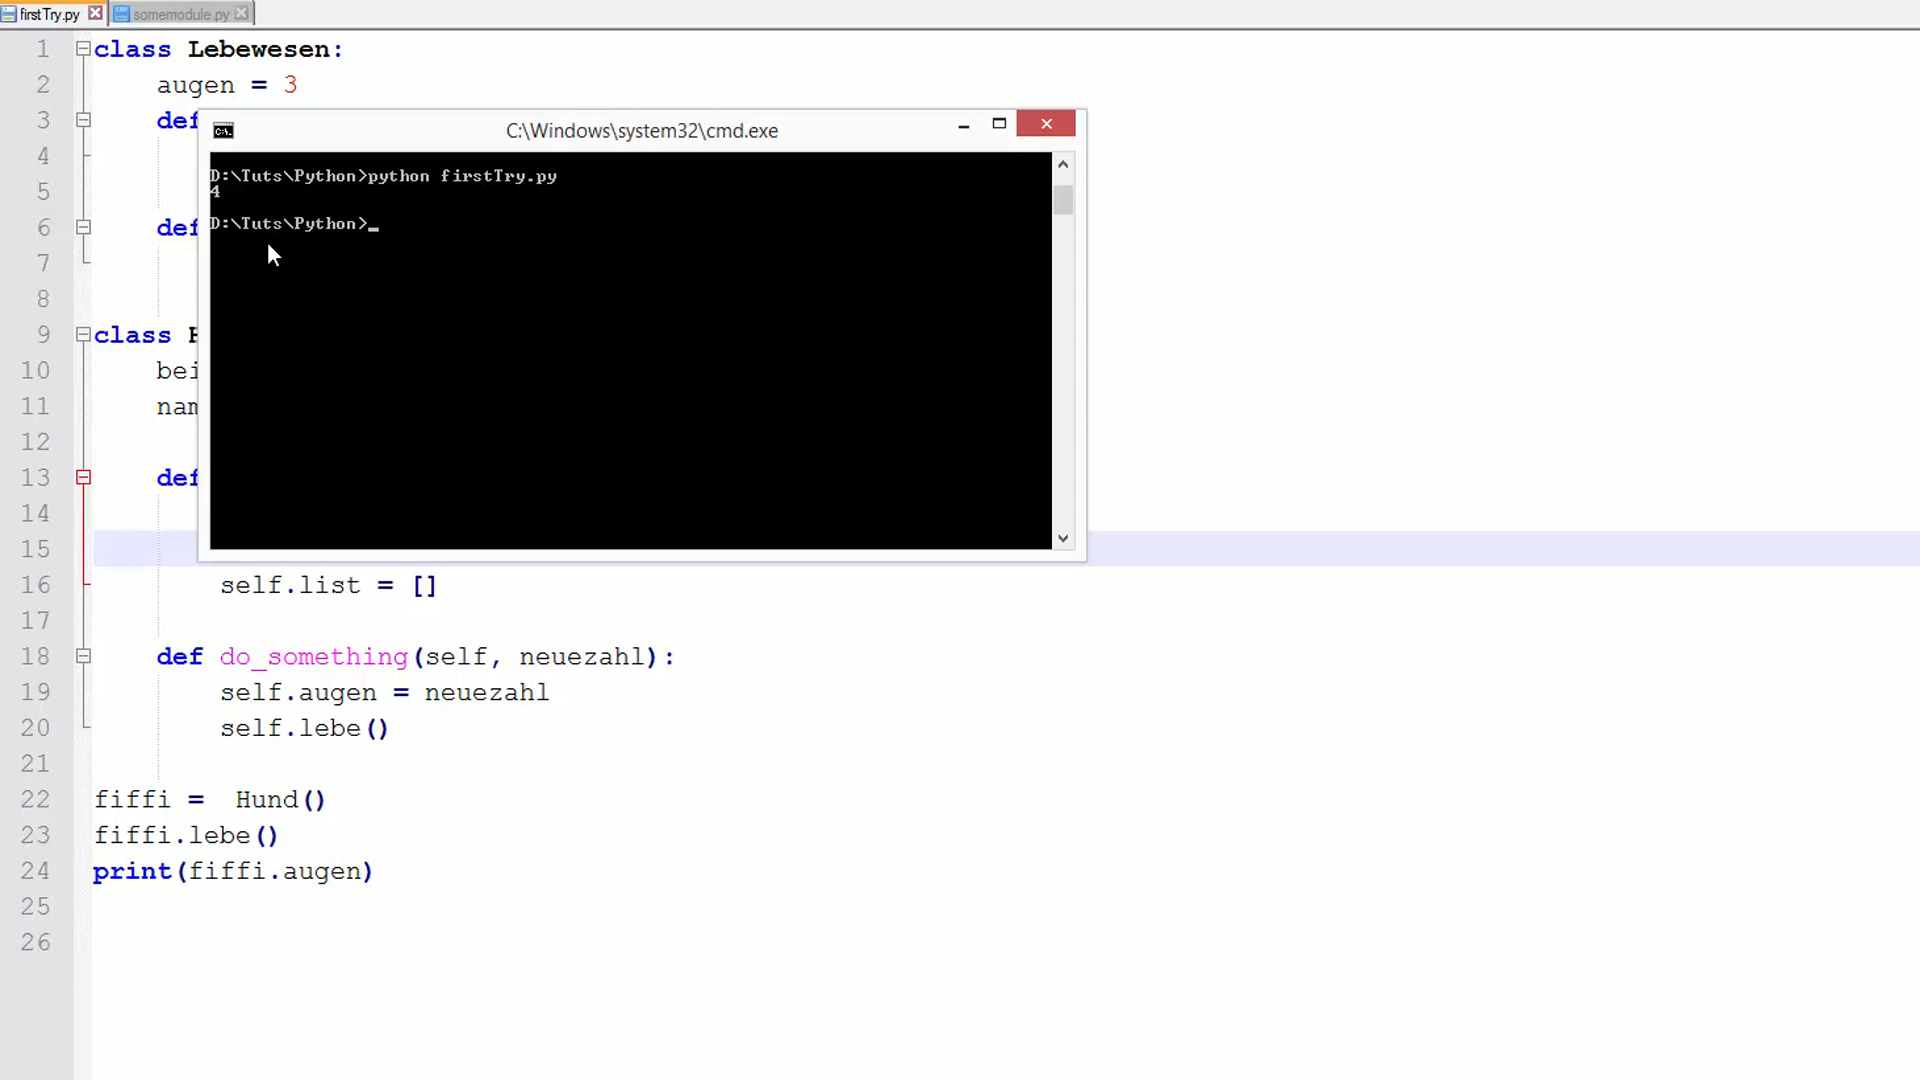 firstTry.py somemodule.py
1 class Lebewesen:
2 augen = 3
3 def
4
5
6 def
7
8
9 class
10
11
12
13 def
14
15
16 self.list = []
17
18 def do_something(self, neuezahl):
19 self.augen = neuezahl
20 self.lebe()
21
22 fiffi = Hund()
23 fiffi.lebe()
24 print(fiffi.augen)
25
26
C:\Windows\system32\cmd.exe
D:\Tuts\Python>python firstTry.py
4
D:\Tuts\Python>_